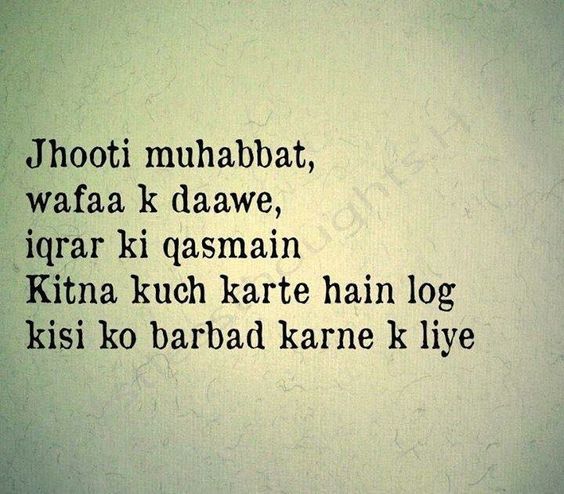 Jhooti muhabbat,
wafaa k daawe,
iqrar ki qasmain
Kitna kuch karte hain log
kisi ko barbad karne k liye